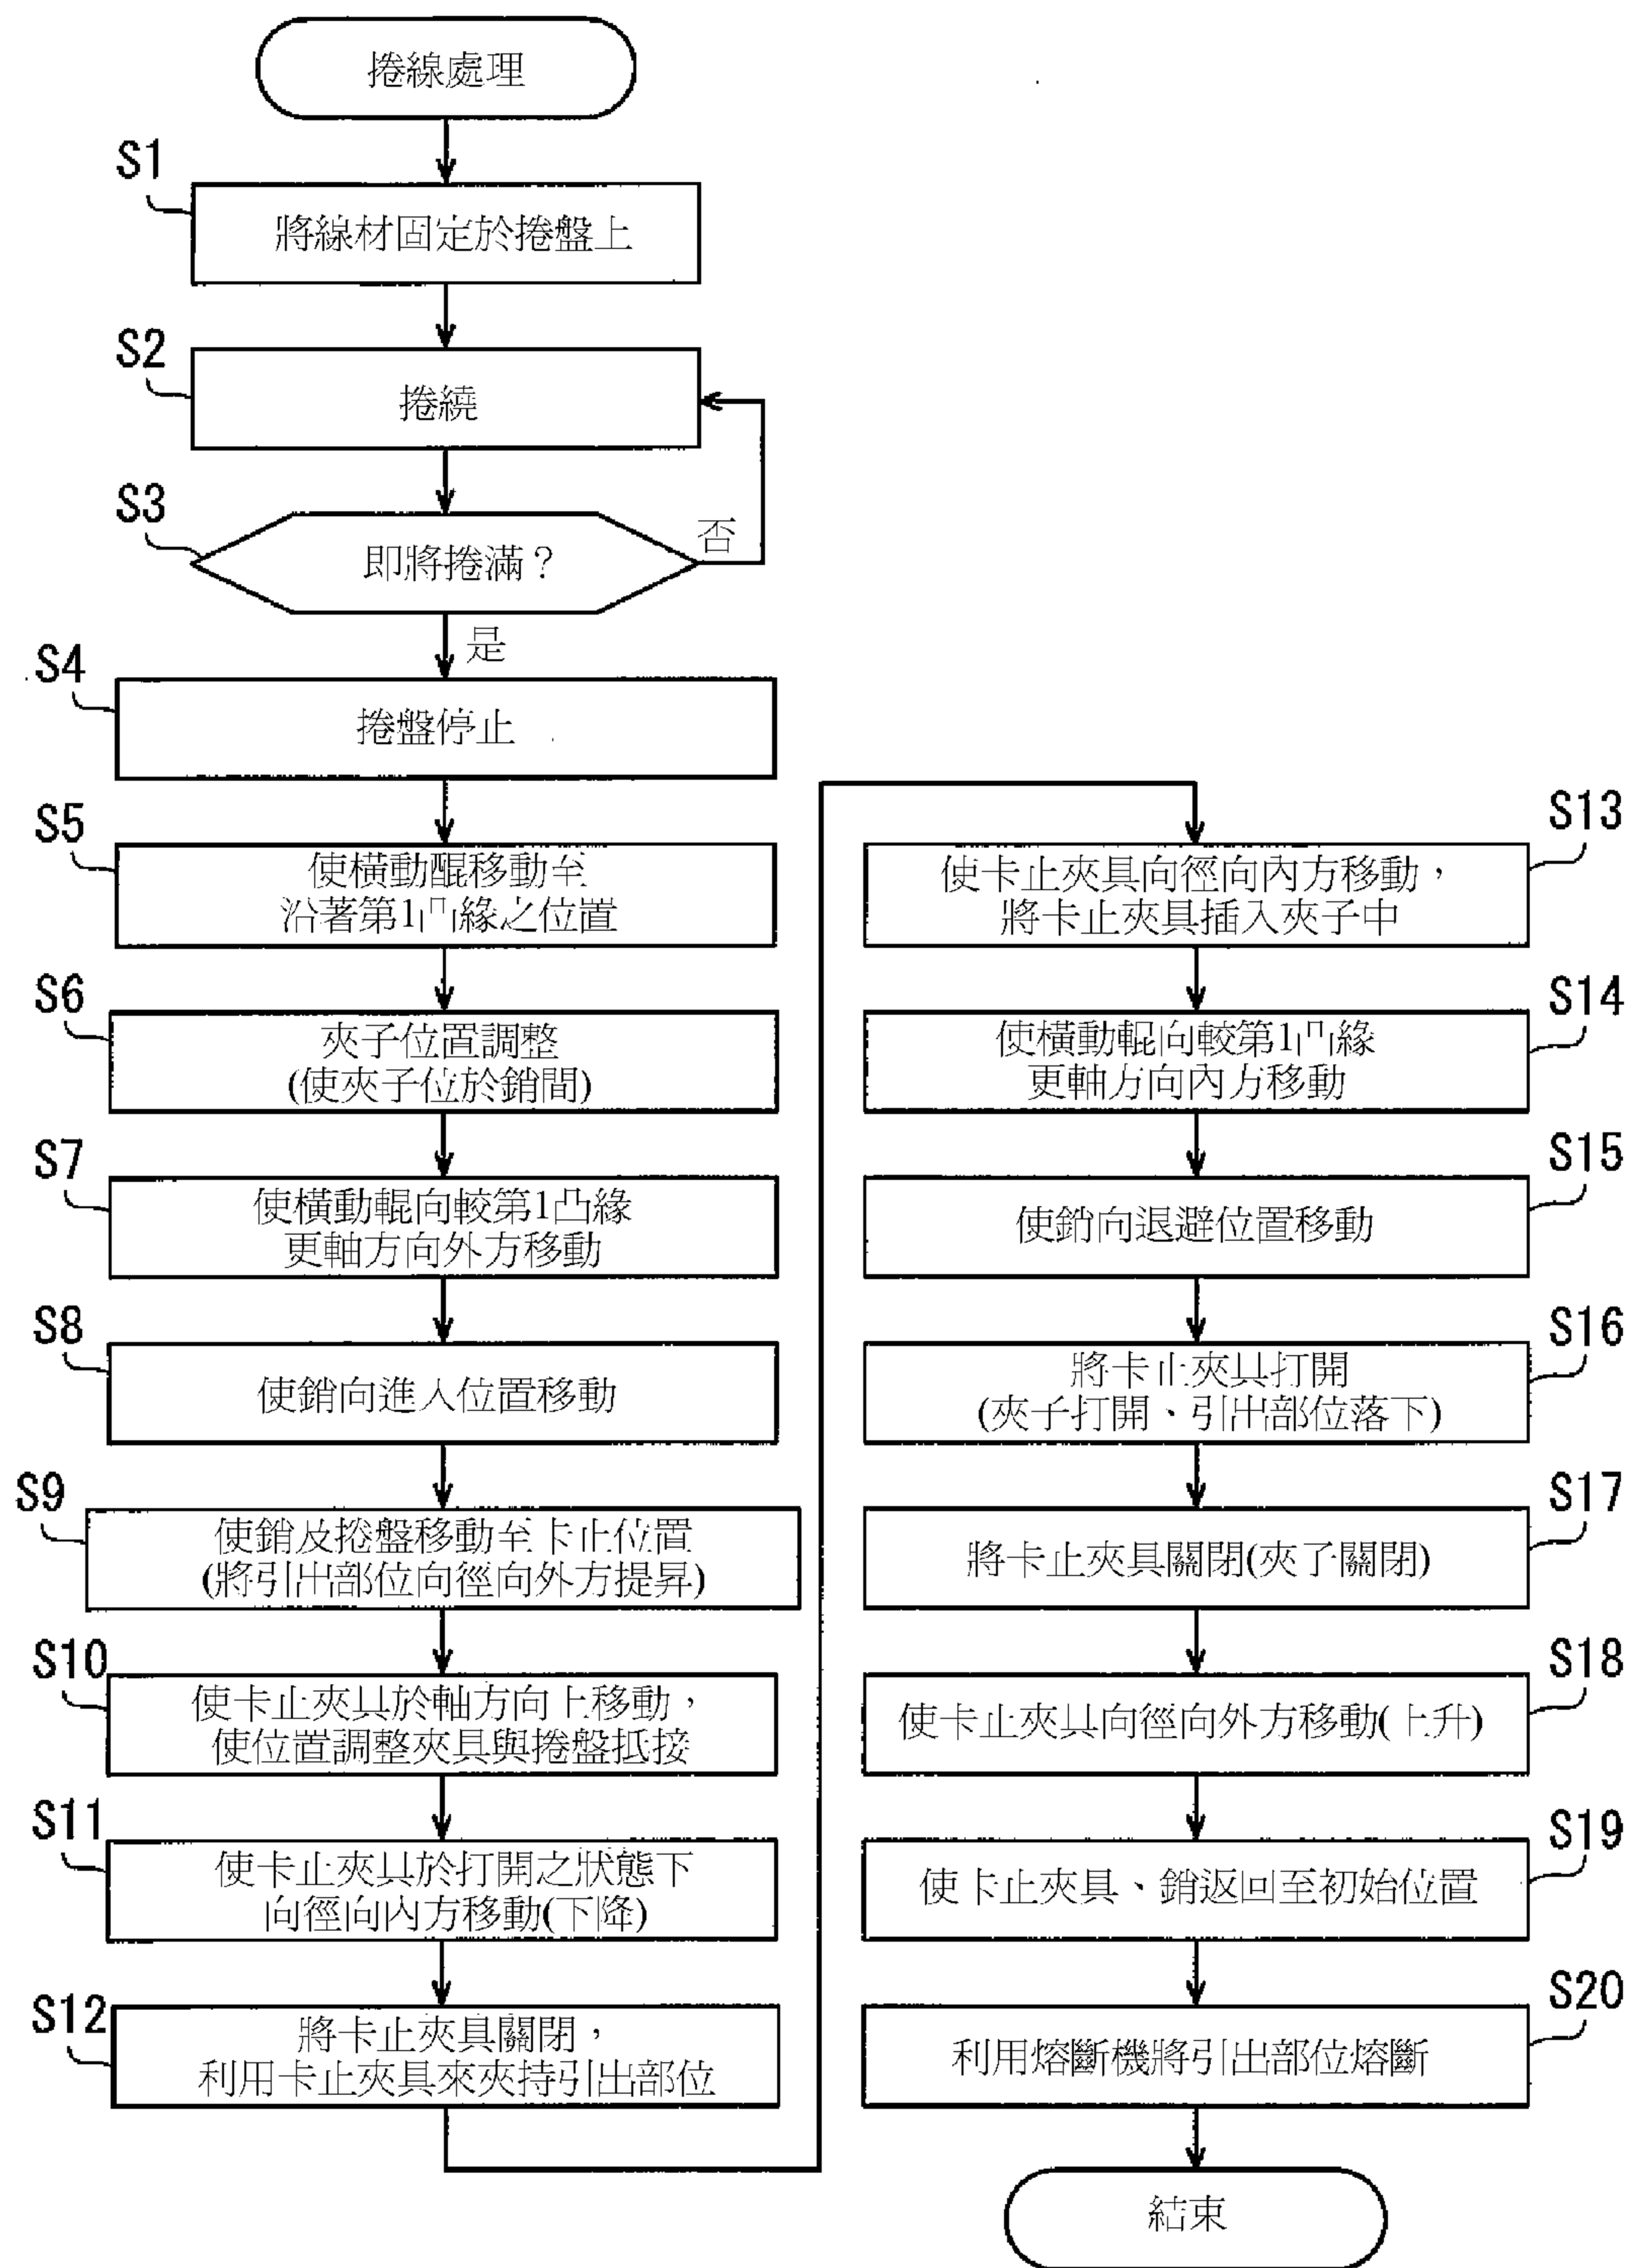 捲線處理
S1
將線材固定於捲盤上
S2
捲繞
S3
即將捲滿？
否
是
S4
捲盤停止
S5
使橫動醌移動至
沿著第1凸緣之位置
S6
夾子位置調整
(使夾子位於銷間)
S7
使橫動輥向較第1凸緣
更軸方向外方移動
S8
使銷向進入位置移動
S9
使銷及捲盤移動至卡止位置
(將引出部位向徑向外方提昇)
S10
使卡止夾具於軸方向上移動，
使位置調整夾具與捲盤抵接
S11
使卡止夾具於打開之狀態下
向徑向內方移動(下降)
S12
將卡止夾具關閉，
利用卡止夾具來夾持引出部位
S13
使卡止夾具向徑向內方移動，
將卡止夾具插入夾子中
S14
使橫動輥向較第1凸緣
更軸方向內方移動
S15
使銷向退避位置移動
S16
將卡止夾具打開
(夾子打開、引出部位落下)
S17
將卡止夾具關閉(夾子關閉)
S18
使卡止夾具向徑向外方移動(上升)
S19
使卡止夾具、銷返回至初始位置
S20
利用熔斷機將引出部位熔斷
結束